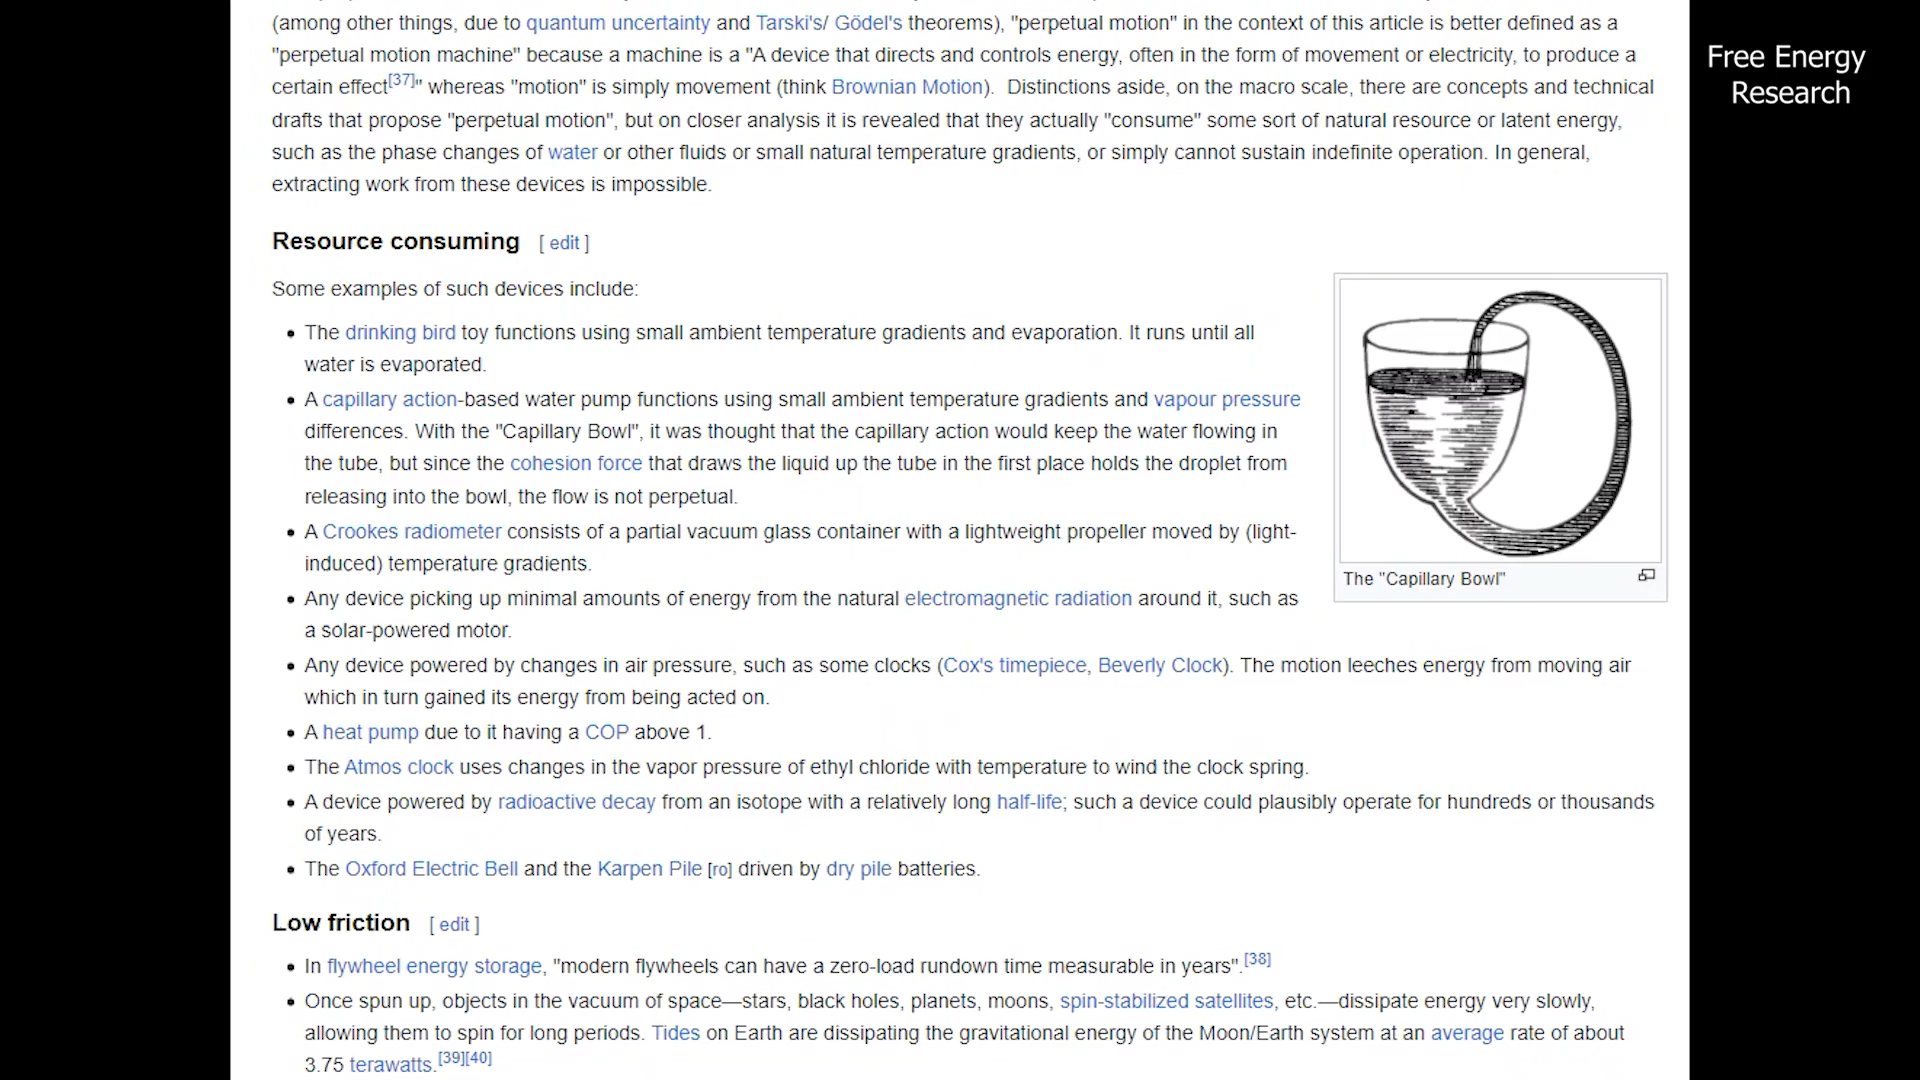 (among other things, due to quantum uncertainty and Tarski's/ Gödel's theorems), "perpetual motion" in the context of this article is better defined as a
"perpetual motion machine" because a machine is a "A device that directs and controls energy, often in the form of movement or electricity, to produce a
certain effect[37]" whereas "motion" is simply movement (think Brownian Motion). Distinctions aside, on the macro scale, there are concepts and technical
drafts that propose "perpetual motion", but on closer analysis it is revealed that they actually "consume" some sort of natural resource or latent energy,
such as the phase changes of water or other fluids or small natural temperature gradients, or simply cannot sustain indefinite operation. In general,
extracting work from these devices is impossible.
Resource consuming [ edit ]
Some examples of such devices include:
• The drinking bird toy functions using small ambient temperature gradients and evaporation. It runs until all
water is evaporated.
• A capillary action-based water pump functions using small ambient temperature gradients and vapour pressure
differences. With the "Capillary Bowl", it was thought that the capillary action would keep the water flowing in
the tube, but since the cohesion force that draws the liquid up the tube in the first place holds the droplet from
releasing into the bowl, the flow is not perpetual.
• A Crookes radiometer consists of a partial vacuum glass container with a lightweight propeller moved by (light-
induced) temperature gradients.
• Any device picking up minimal amounts of energy from the natural electromagnetic radiation around it, such as
a solar-powered motor.
• Any device powered by changes in air pressure, such as some clocks (Cox's timepiece, Beverly Clock). The motion leeches energy from moving air
which in turn gained its energy from being acted on.
• A heat pump due to it having a COP above 1.
• The Atmos clock uses changes in the vapor pressure of ethyl chloride with temperature to wind the clock spring.
• A device powered by radioactive decay from an isotope with a relatively long half-life; such a device could plausibly operate for hundreds or thousands
of years.
• The Oxford Electric Bell and the Karpen Pile [ro] driven by dry pile batteries.
The "Capillary Bowl"
Low friction [ edit ]
• In flywheel energy storage, "modern flywheels can have a zero-load rundown time measurable in years".[38]
• Once spun up, objects in the vacuum of space—stars, black holes, planets, moons, spin-stabilized satellites, etc.—dissipate energy very slowly,
allowing them to spin for long periods. Tides on Earth are dissipating the gravitational energy of the Moon/Earth system at an average rate of about
3.75 terawatts.[39][40]
Free Energy
Research